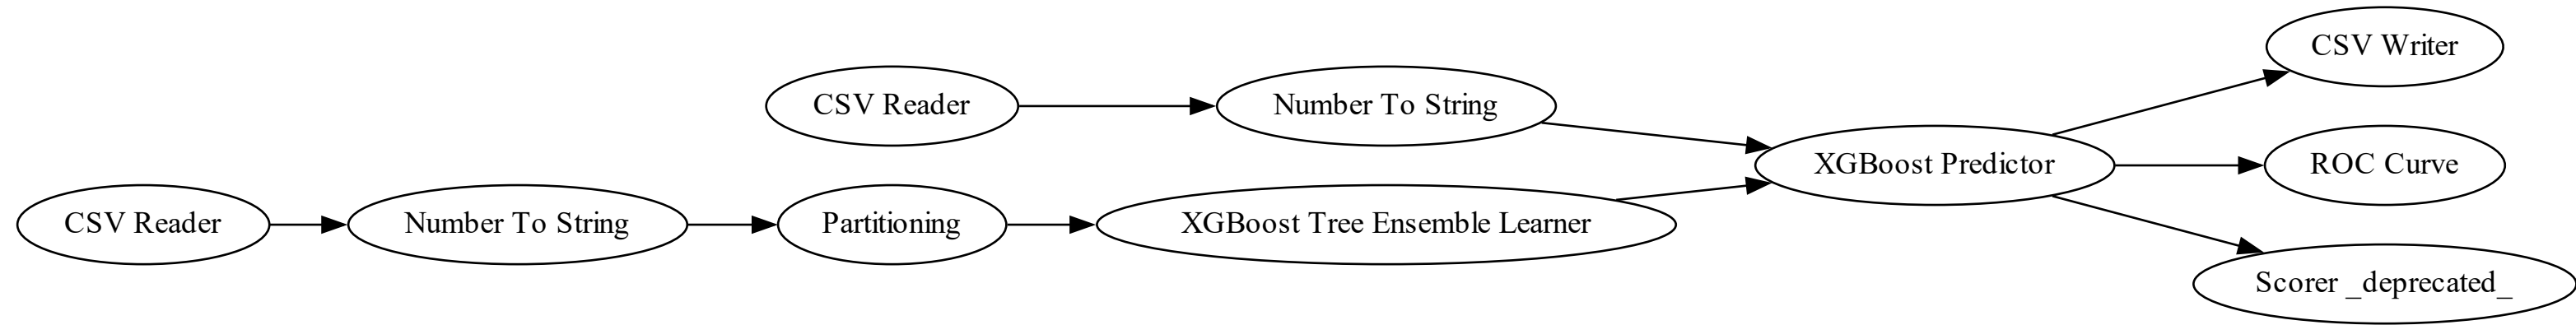 CSV Writer
CSV Reader
Number To String
XGBoost Predictor
ROC Curve
CSV Reader
Number To String
Partitioning
XGBoost Tree Ensemble Learner
Scorer _deprecated_